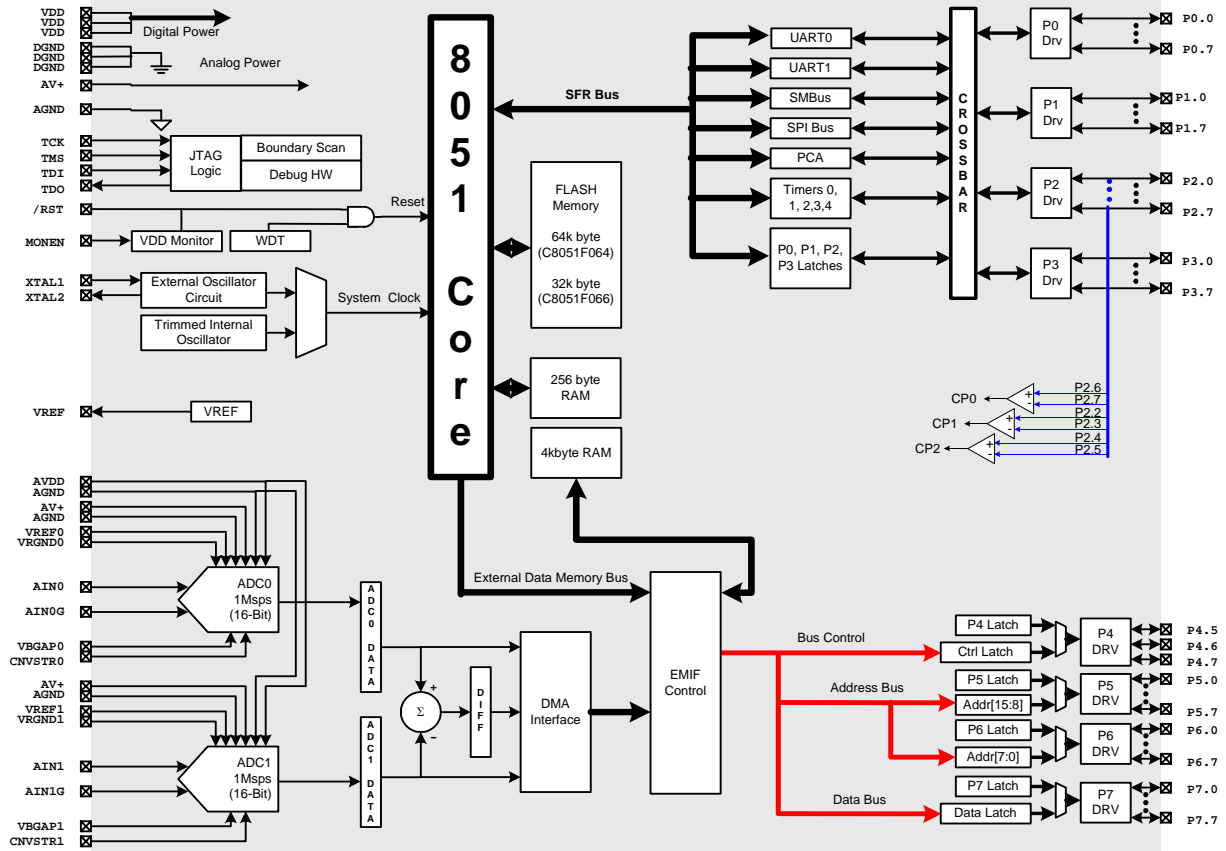 VDD
VDD
VDD
Digital Power
DGND
DGND
DGND
Analog Power
AV+
AGND
TCK
TMS
TDI
TDO
JTAG
Logic
Boundary Scan
Debug HW
/RST
Reset
MONEN
VDD Monitor
WDT
XTAL1
XTAL2
External Oscillator
Circuit
System Clock
Trimmed Internal
Oscillator
VREF
VREF
8051 Core
SFR Bus
FLASH
Memory
64k byte
(C8051F064)
32k byte
(C8051F066)
256 byte
RAM
4kbyte RAM
UART0
UART1
SMBus
SPI Bus
PCA
Timers 0,
1, 2,3,4
P0, P1, P2,
P3 Latches
CROSSBAR
P0
Drv
P0.0
P0.7
P1
Drv
P1.0
P1.7
P2
Drv
P2.0
P2.7
P3
Drv
P3.0
P3.7
CP0
+
-
P2.6
P2.7
CP1
+
-
P2.2
P2.3
CP2
+
-
P2.4
P2.5
AVDD
AGND
AV+
AGND
VREF0
VRGND0
AIN0
AIN0G
VBGAP0
CNVSTR0
ADC0
1Msps
(16-Bit)
AV+
AGND
VREF1
VRGND1
AIN1
AIN1G
VBGAP1
CNVSTR1
ADC1
1Msps
(16-Bit)
ADC0 DATA
ADC1 DATA
+
Σ
−
DIFF
DMA
Interface
External Data Memory Bus
EMIF
Control
Bus Control
Address Bus
Data Bus
P4 Latch
Ctrl Latch
P4
DRV
P4.5
P4.6
P4.7
P5 Latch
Addr[15:8]
P5
DRV
P5.0
P5.7
P6 Latch
Addr[7:0]
P6
DRV
P6.0
P6.7
P7 Latch
Data Latch
P7
DRV
P7.0
P7.7